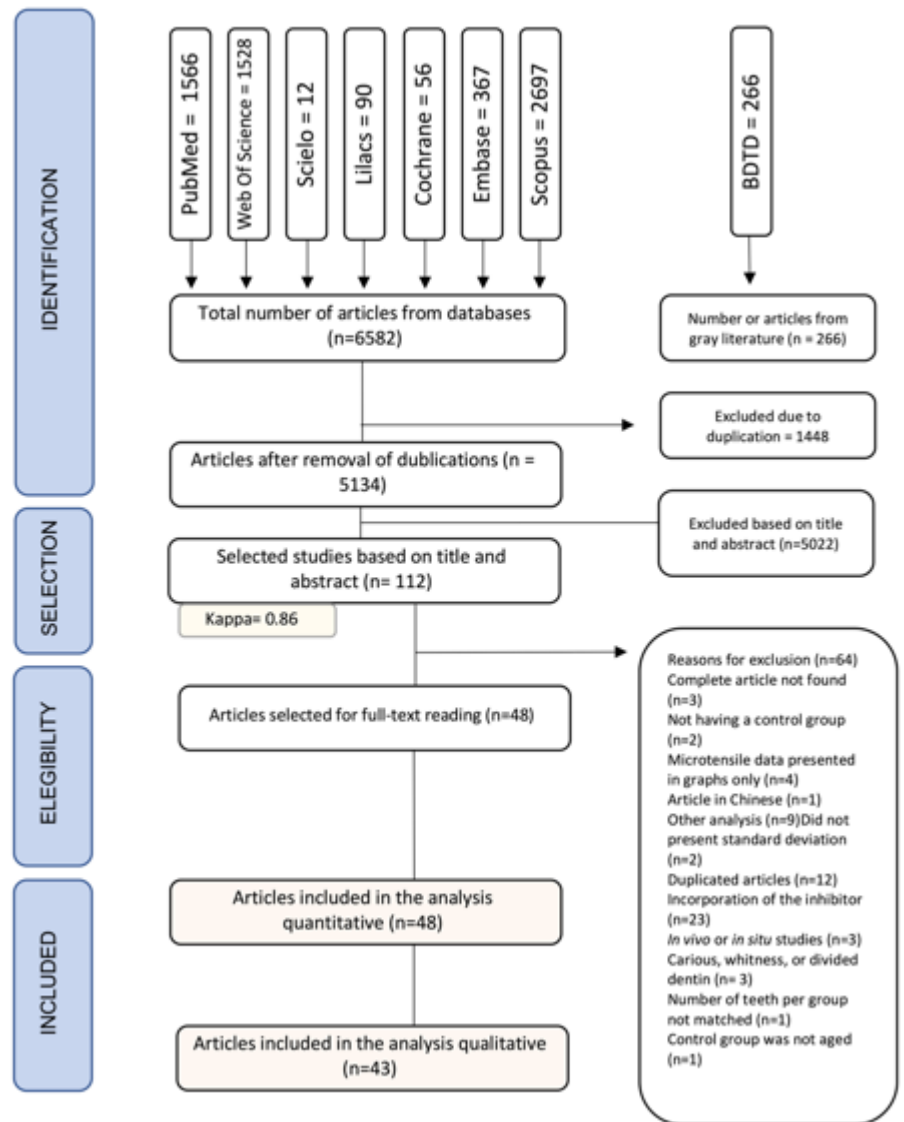 IDENTIFICATION
PubMed = 1566
Web Of Science = 1528
Scielo = 12
Lilacs = 90
Cochrane = 56
Embase = 367
Scopus = 2697
BDTD = 266
Total number of articles from databases
(n=6582)
Number or articles from
gray literature (n = 266)
Excluded due to
duplication = 1448
Articles after removal of dublications (n =
5134)
SELECTION
Excluded based on title
and abstract (n=5022)
Selected studies based on title and
abstract (n= 112)
Kappa= 0.86
ELEGIBILITY
Articles selected for full-text reading (n=48)
Reasons for exclusion (n=64)
Complete article not found
(n=3)
Not having a control group
(n=2)
Microtensile data presented
in graphs only (n=4)
Article in Chinese (n=1)
Other analysis (n=9)Did not
present standard deviation
(n=2)
Duplicated articles (n=12)
Incorporation of the inhibitor
(n=23)
In vivo or in situ studies (n=3)
Carious, whitness, or divided
dentin (n= 3)
Number of teeth per group
not matched (n=1)
Control group was not aged
(n=1)
INCLUDED
Articles included in the analysis
quantitative (n=48)
Articles included in the analysis qualitative
(n=43)